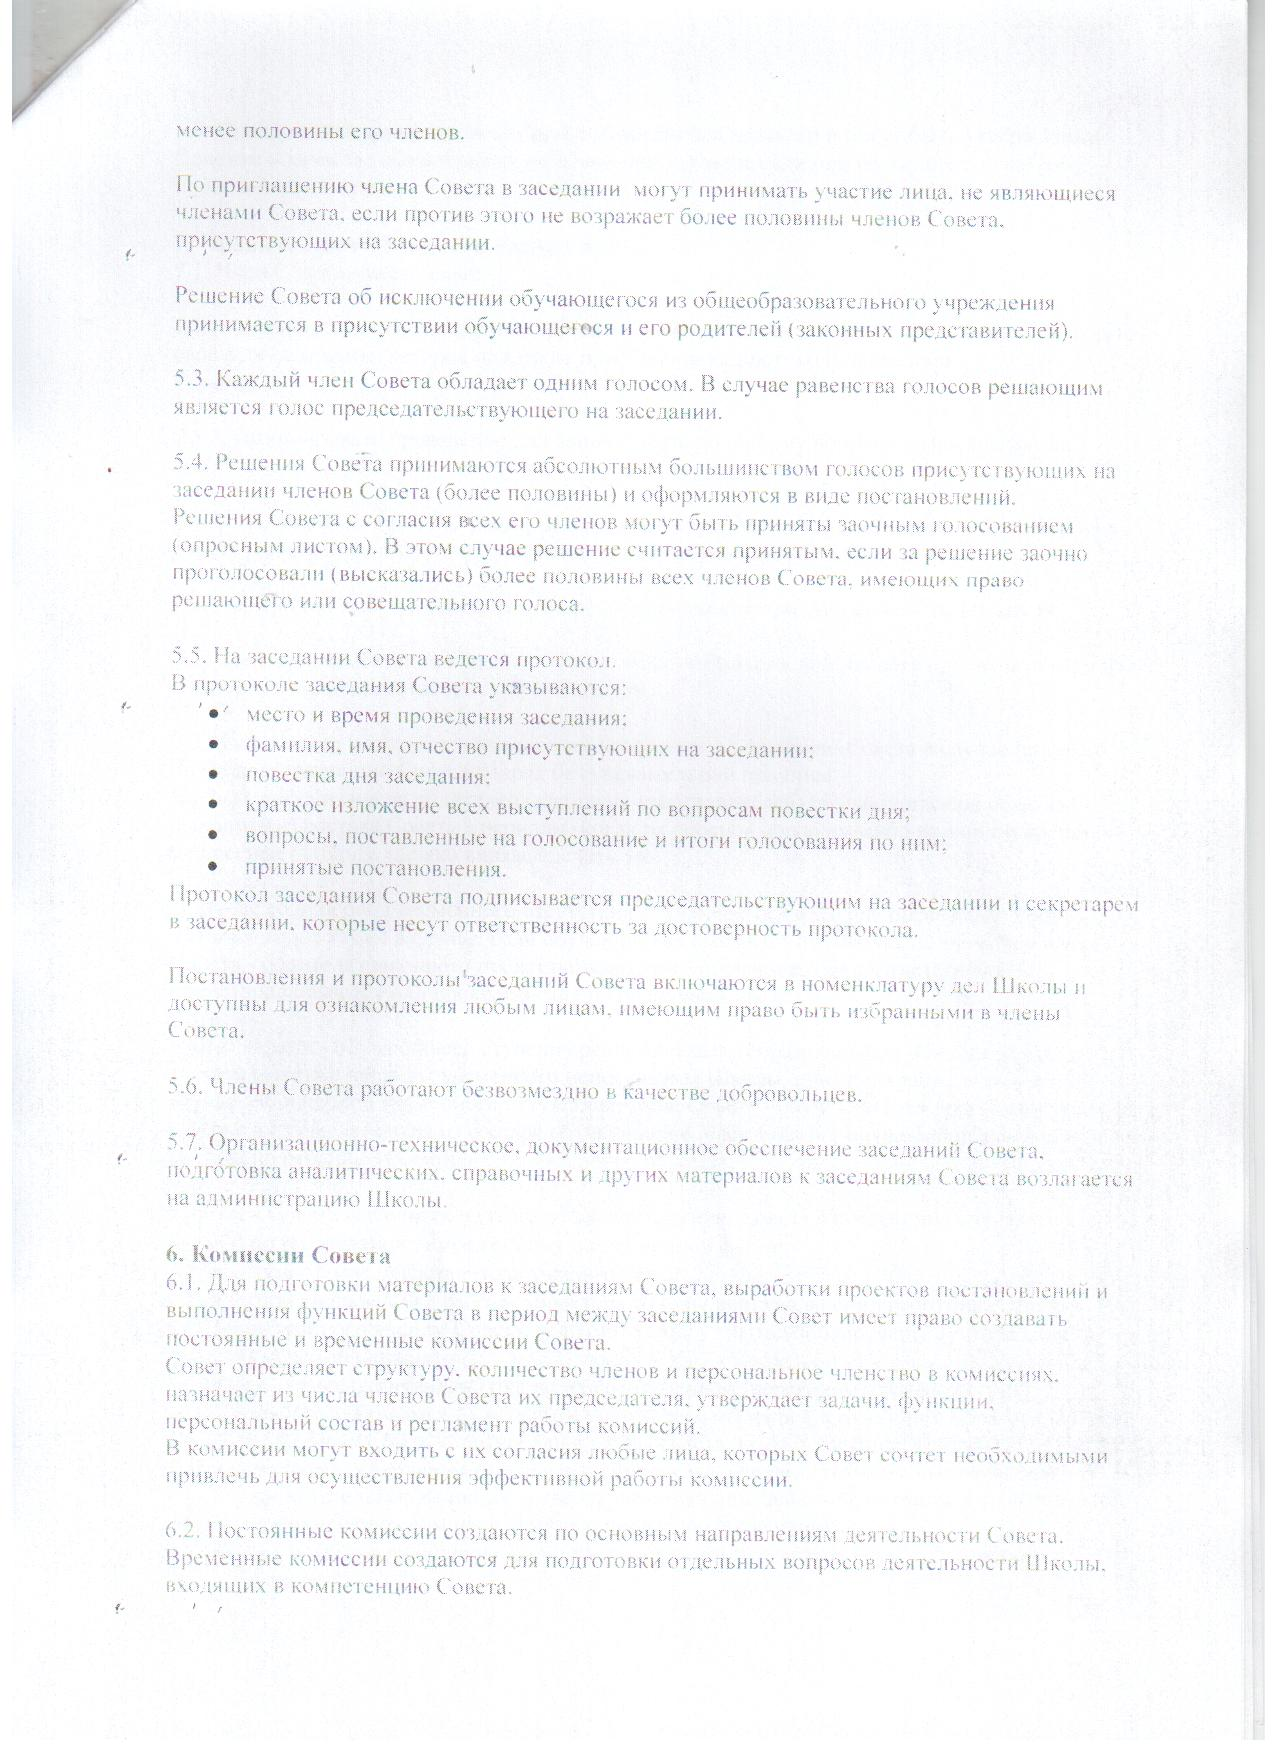 менее половины его членов.
По приглашению члена Совета в заседании могут принимать участие лица, не являющиеся
членами Совета, если против этого не возражает более половины членов Совета,
присутствующих на заседании.
Решение Совета об исключении обучающегося из общеобразовательного учреждения
принимается в присутствии обучающегося и его родителей (законных представителей).
5.3. Каждый член Совета обладает одним голосом. В случае равенства голосов решающим
является голос председательствующего на заседании.
5.4. Решения Совета принимаются абсолютным большинством голосов присутствующих на
заседании членов Совета (более половины) и оформляются в виде постановлений.
Решения Совета с согласия всех его членов могут быть приняты заочным голосованием
(опросным листом). В этом случае решение считается принятым, если за решение заочно
проголосовали (высказались) более половины всех членов Совета, имеющих право
решающего или совещательного голоса.
5.5. На заседании Совета ведется протокол.
В протоколе заседания Совета указываются:
• место и время проведения заседания;
• фамилия, имя, отчество присутствующих на заседании;
• повестка дня заседания;
• краткое изложение всех выступлений по вопросам повестки дня;
• вопросы, поставленные на голосование и итоги голосования по ним;
• принятые постановления.
Протокол заседания Совета подписывается председательствующим на заседании и секретарем
в заседании, которые несут ответственность за достоверность протокола.
Постановления и протоколы заседаний Совета включаются в номенклатуру дел Школы и
доступны для ознакомления любым лицам, имеющим право быть избранными в члены
Совета.
5.6. Члены Совета работают безвозмездно в качестве добровольцев.
5.7. Организационно-техническое, документационное обеспечение заседаний Совета,
подготовка аналитических, справочных и других материалов к заседаниям Совета возлагается
на администрацию Школы.
6. Комиссии Совета
6.1. Для подготовки материалов к заседаниям Совета, выработки проектов постановлений и
выполнения функций Совета в период между заседаниями Совет имеет право создавать
постоянные и временные комиссии Совета.
Совет определяет структуру, количество членов и персональное членство в комиссиях,
назначает из числа членов Совета их председателя, утверждает задачи, функции,
персональный состав и регламент работы комиссий.
В комиссии могут входить с их согласия любые лица, которых Совет сочтет необходимыми
привлечь для осуществления эффективной работы комиссии.
6.2. Постоянные комиссии создаются по основным направлениям деятельности Совета.
Временные комиссии создаются для подготовки отдельных вопросов деятельности Школы,
входящих в компетенцию Совета.